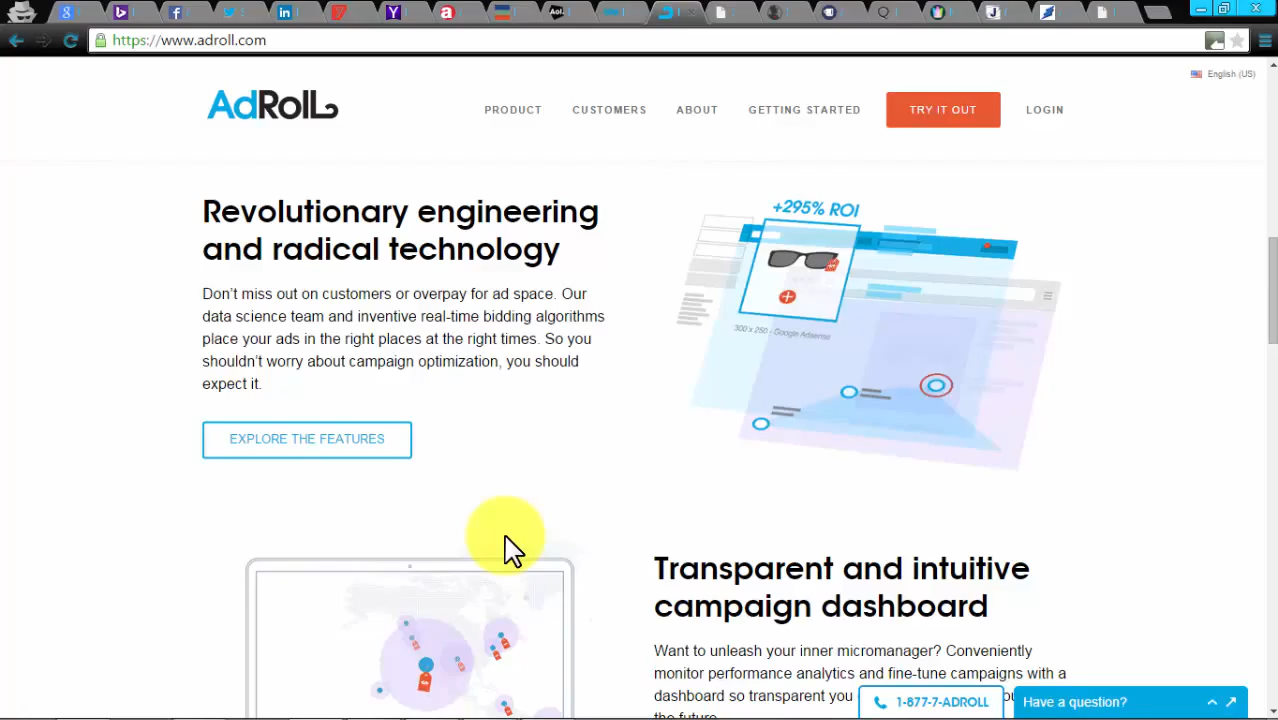 https://www.adroll.com
English (US)
AdRoll
PRODUCT
CUSTOMERS
ABOUT
GETTING STARTED
TRY IT OUT
LOGIN
Revolutionary engineering
and radical technology
Don't miss out on customers or overpay for ad space. Our
data science team and inventive real-time bidding algorithms
place your ads in the right places at the right times. So you
shouldn't worry about campaign optimization, you should
expect it.
EXPLORE THE FEATURES
+295% ROI
300 x 250 - Google Adsense
Transparent and intuitive
campaign dashboard
Want to unleash your inner micromanager? Conveniently
monitor performance analytics and fine-tune campaigns with a
dashboard so transparent you
the future.
1-877-7-ADROLL
Have a question?